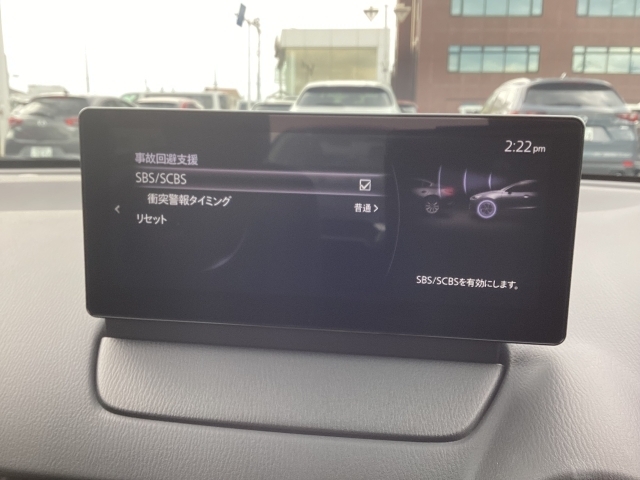 2:22pm
事故回避支援
SBS/SCBS
衝突警報タイミング
普通
リセット
SBS/SCBSを有効にします。